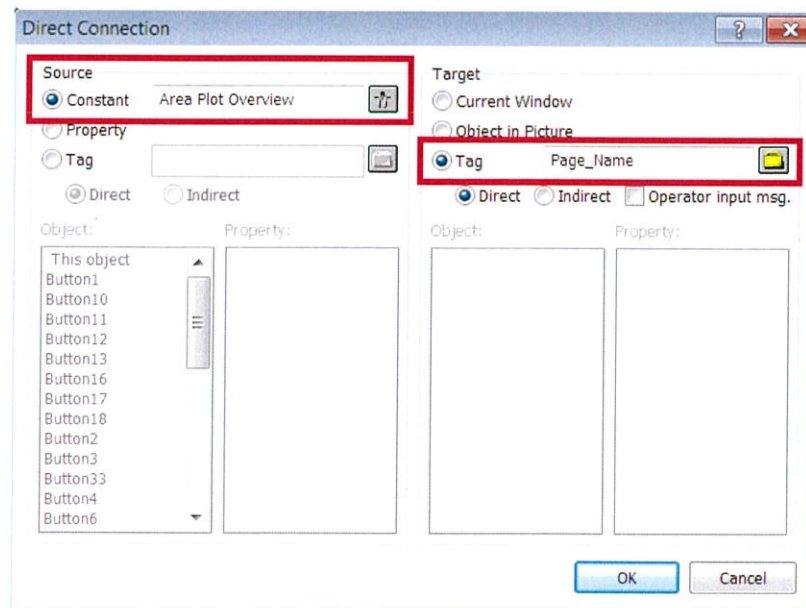 Direct Connection
Source
Constant Area Plot Overview
Property
Tag
Direct Indirect
Object: Property:
This object
Button1
Button10
Button11
Button12
Button13
Button16
Button17
Button18
Button2
Button3
Button33
Button4
Button6
Target
Current Window
Object in Picture
Tag Page_Name
Direct Indirect Operator input msg.
Object: Property:
OK Cancel